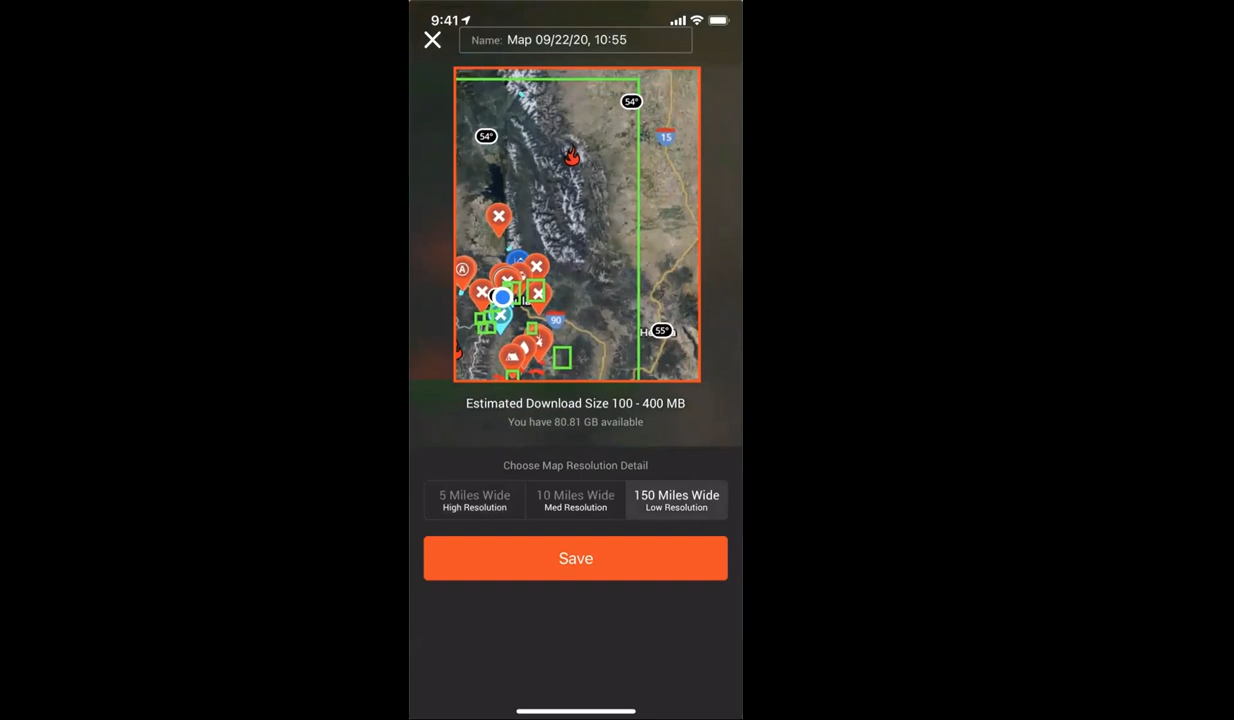 9:41
Name: Map 09/22/20, 10:55
54°
54°
15
A
90
55°
Estimated Download Size 100 - 400 MB
You have 80.81 GB available
Choose Map Resolution Detail
5 Miles Wide
High Resolution
10 Miles Wide
Med Resolution
150 Miles Wide
Low Resolution
Save